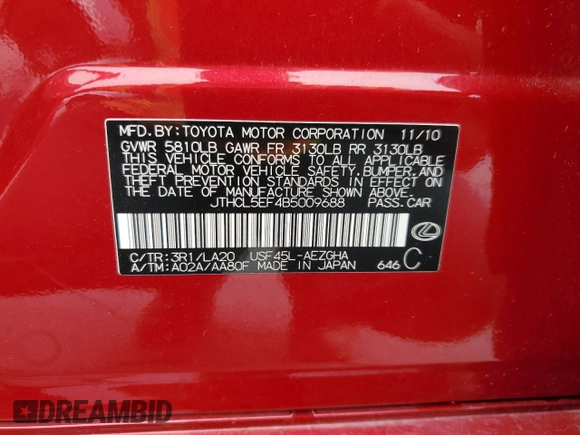 MFD.BY:TOYOTA MOTOR CORPORATION 11/10
GVWR 5810LB GAWR FR 3130LB RR 3130LB
THIS VEHICLE CONFORMS TO ALL APPLICABLE
FEDERAL MOTOR VEHICLE SAFETY,BUMPER,AND
THEFT PREVENTION STANDARDS IN EFFECT ON
THE DATE OF MANUFACTURE SHOWN ABOVE.
JTHCL5EF4B5009688 PASS.CAR
C/TR:3R1/LA20 USF45L-AEZGHA
A/TM:A02A/AA80F MADE IN JAPAN 646 C
DREAMBID